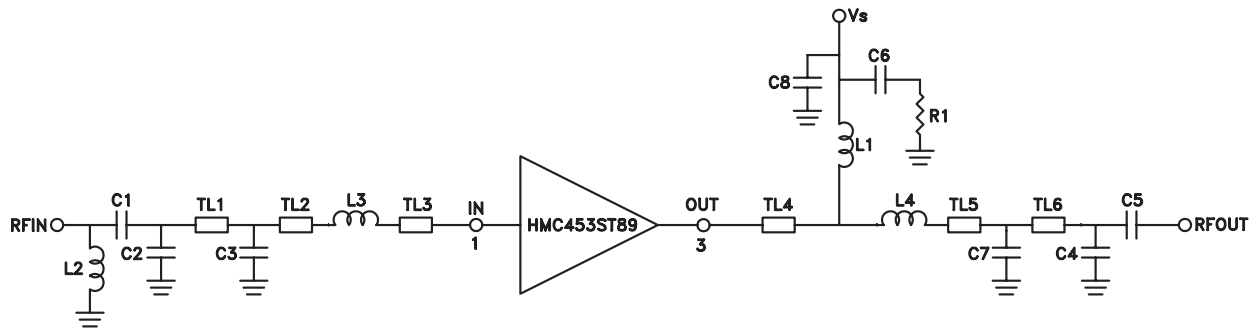 Vs
C6
C8
R1
L1
C1
TL1
TL2
L3
TL3
IN
OUT
TL4
L4
TL5
TL6
C5
RFIN
HMC453ST89
RFOUT
1
3
C2
C3
C7
C4
L2